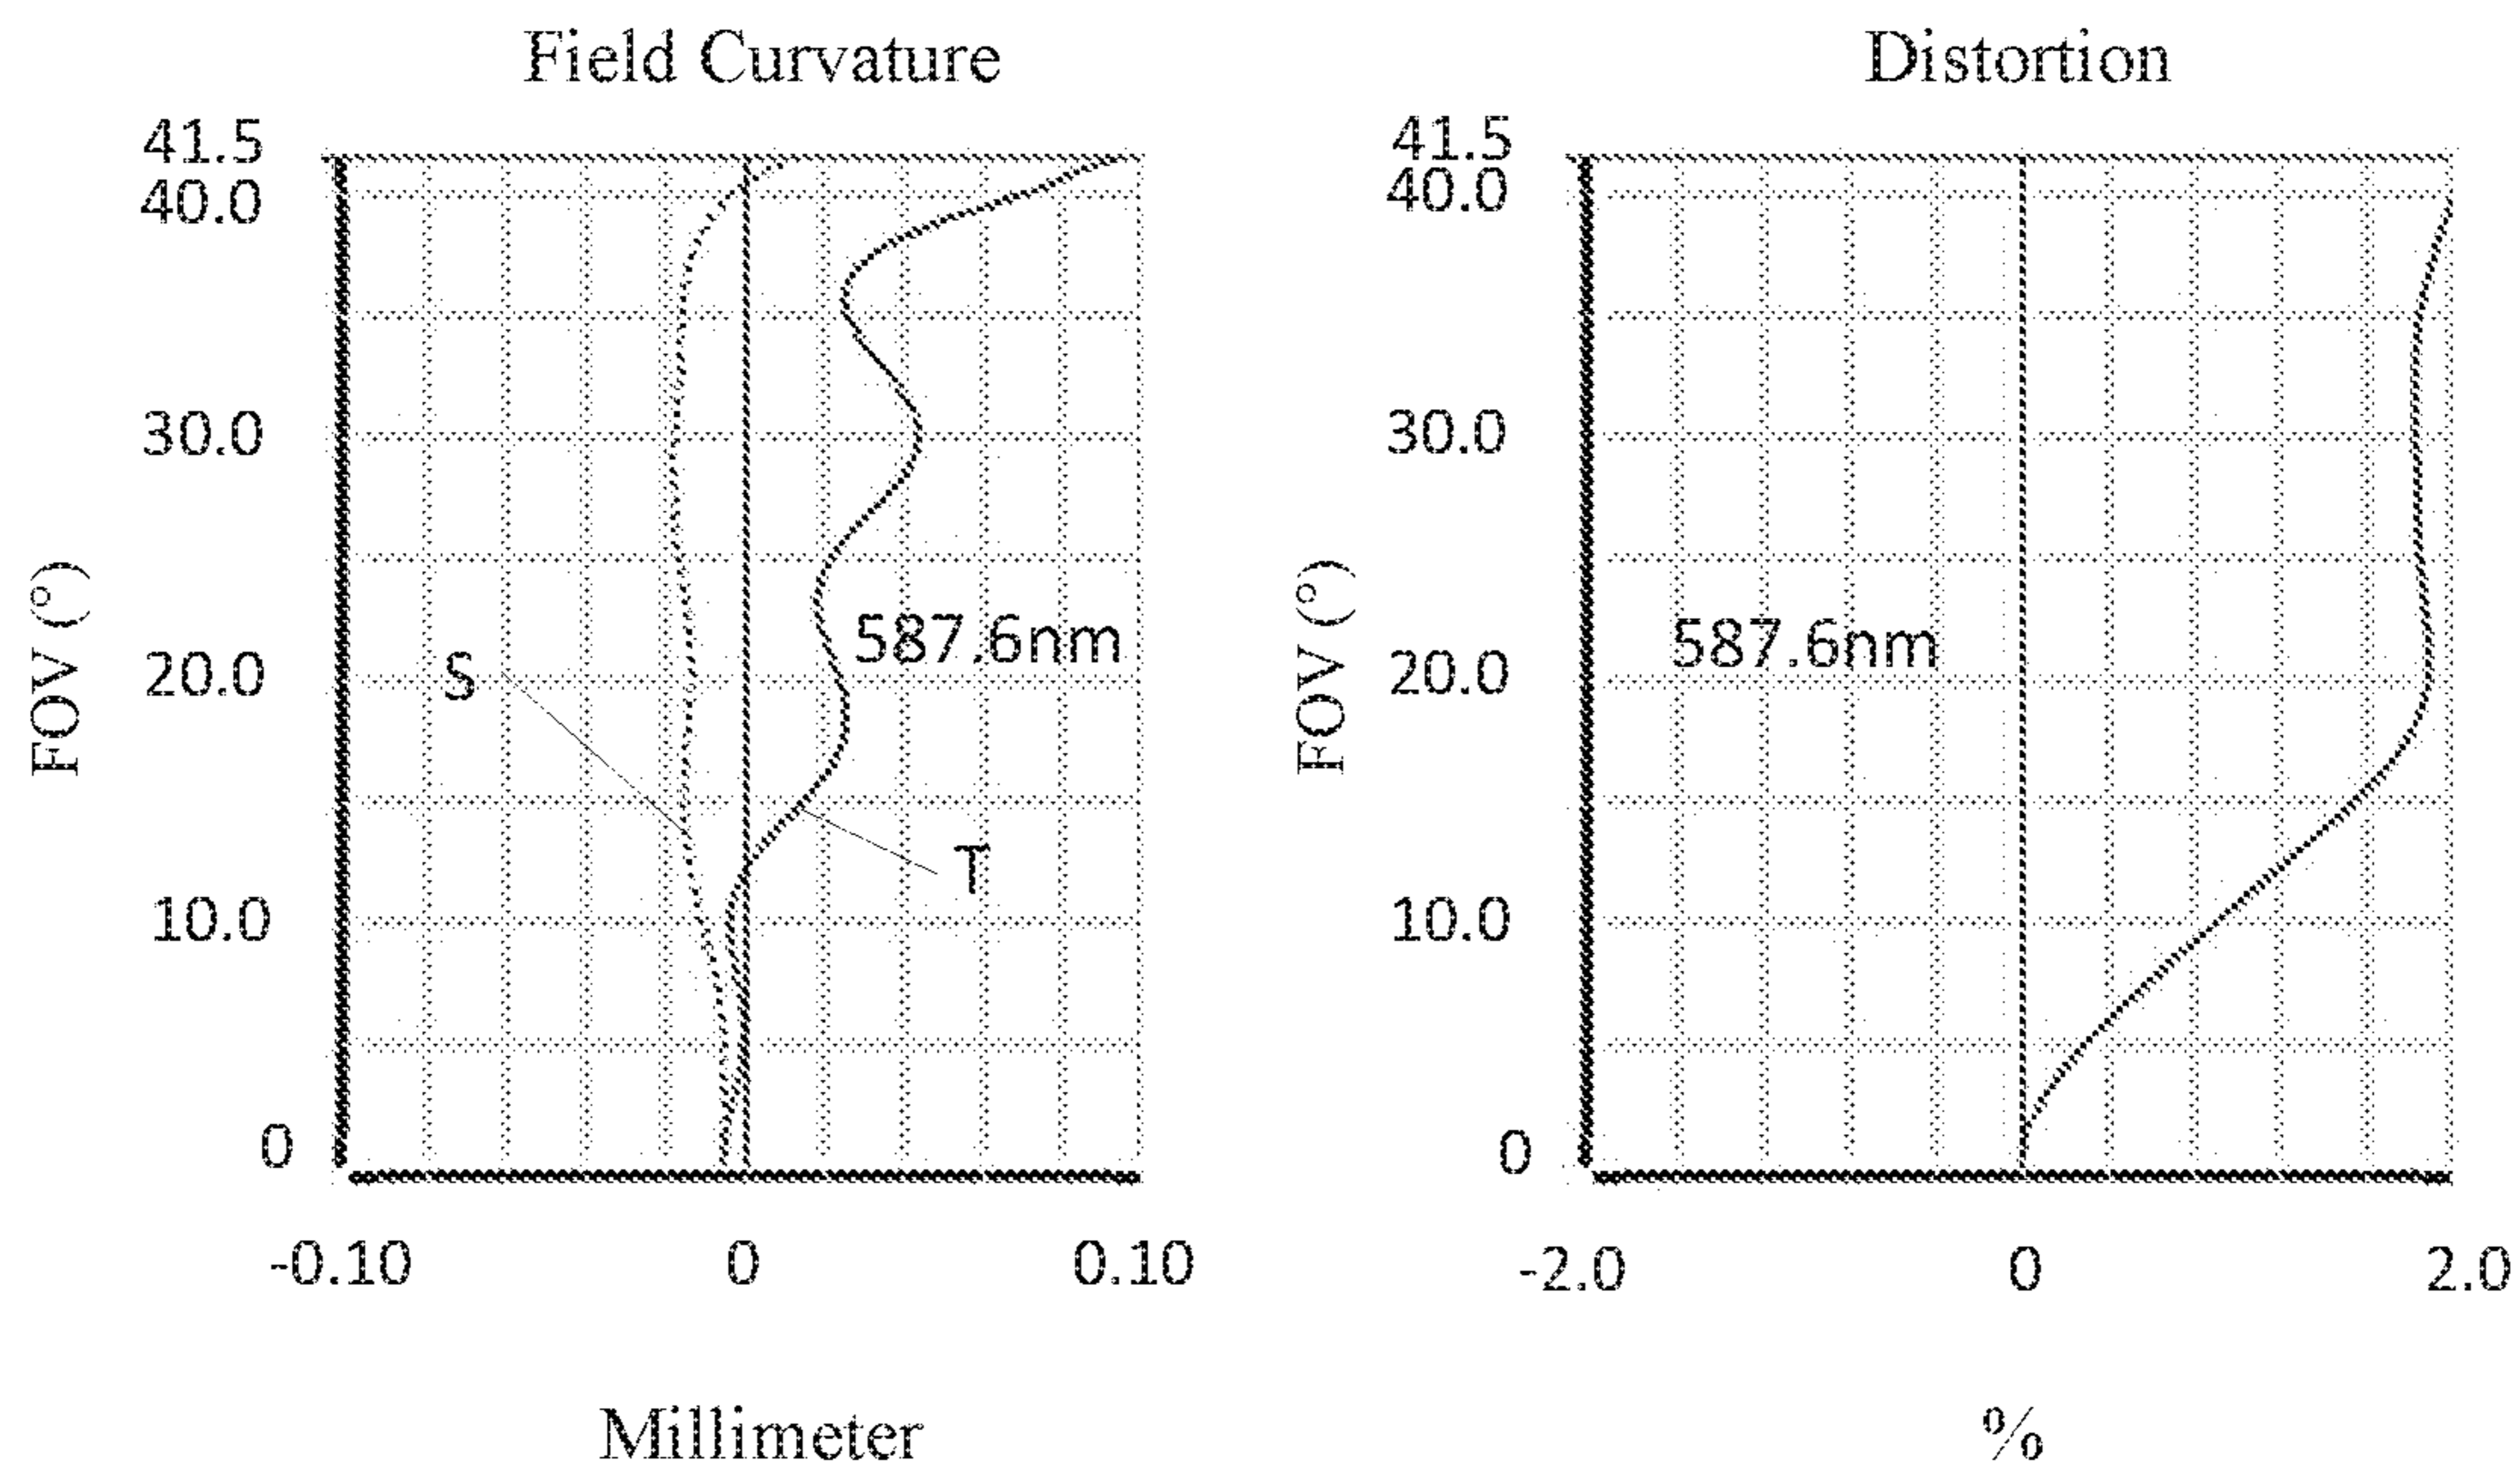 Field Curvature
41.5
40.0
30.0
20.0
10.0
0
FOV (°)
S
587.6nm
T
-0.10
0
0.10
Millimeter
Distortion
41.5
40.0
30.0
20.0
10.0
0
FOV (°)
587.6nm
-2.0
0
2.0
%